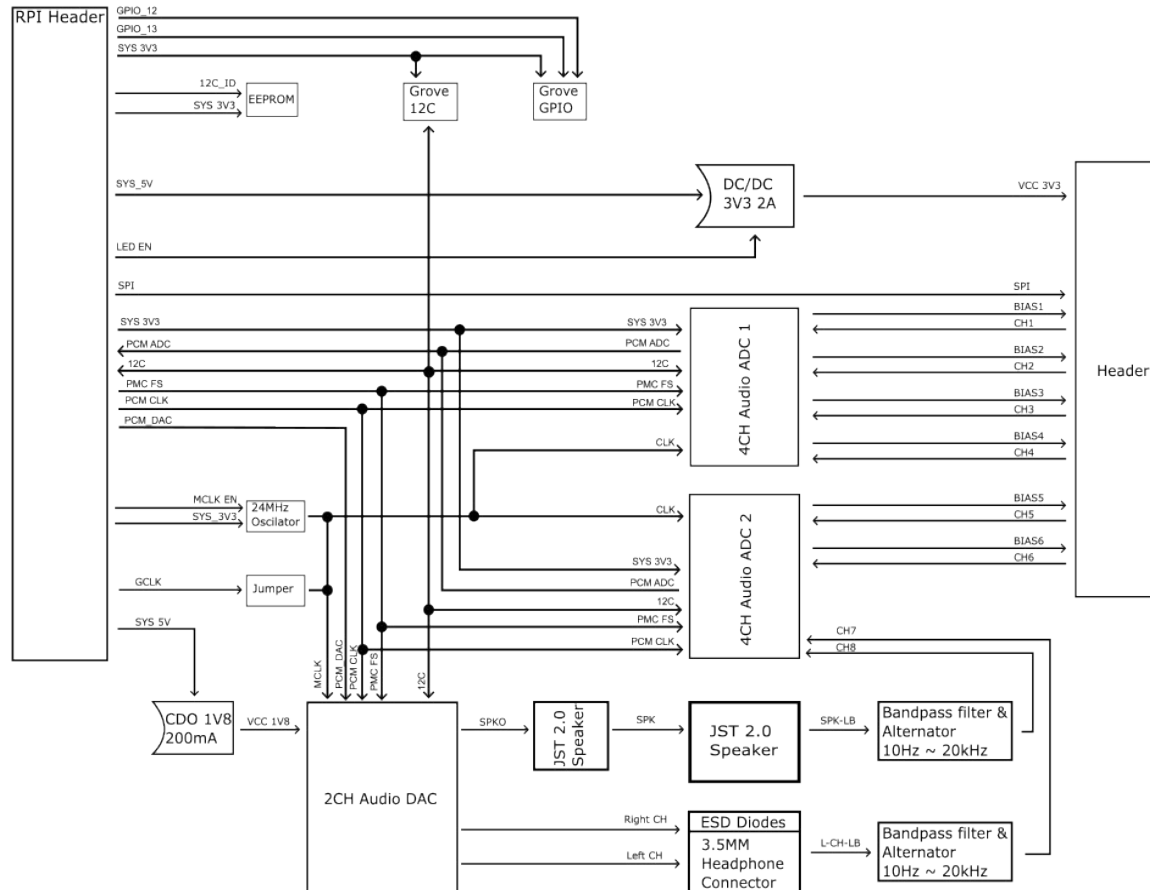 RPI Header
GPIO_12
GPIO_13
SYS 3V3
12C_ID
SYS 3V3
EEPROM
Grove
12C
Grove
GPIO
SYS_5V
DC/DC
3V3 2A
VCC 3V3
LED EN
SPI
SPI
SYS 3V3
PCM ADC
12C
PMC FS
PCM CLK
PCM_DAC
SYS 3V3
PCM ADC
12C
PMC FS
PCM CLK
CLK
4CH Audio ADC 1
BIAS1
CH1
BIAS2
CH2
BIAS3
CH3
BIAS4
CH4
Header
MCLK EN
SYS_3V3
24MHz
Oscilator
GCLK
Jumper
CLK
SYS 3V3
PCM ADC
12C
PMC FS
PCM CLK
4CH Audio ADC 2
BIAS5
CH5
BIAS6
CH6
CH7
CH8
SYS 5V
CDO 1V8
200mA
VCC 1V8
MCLK
PCM_DAC
PCM CLK
PMC FS
12C
2CH Audio DAC
SPKO
JST 2.0
Speaker
SPK
JST 2.0
Speaker
SPK-LB
Bandpass filter &
Alternator
10Hz ~ 20kHz
Right CH
Left CH
ESD Diodes
3.5MM
Headphone
Connector
L-CH-LB
Bandpass filter &
Alternator
10Hz ~ 20kHz